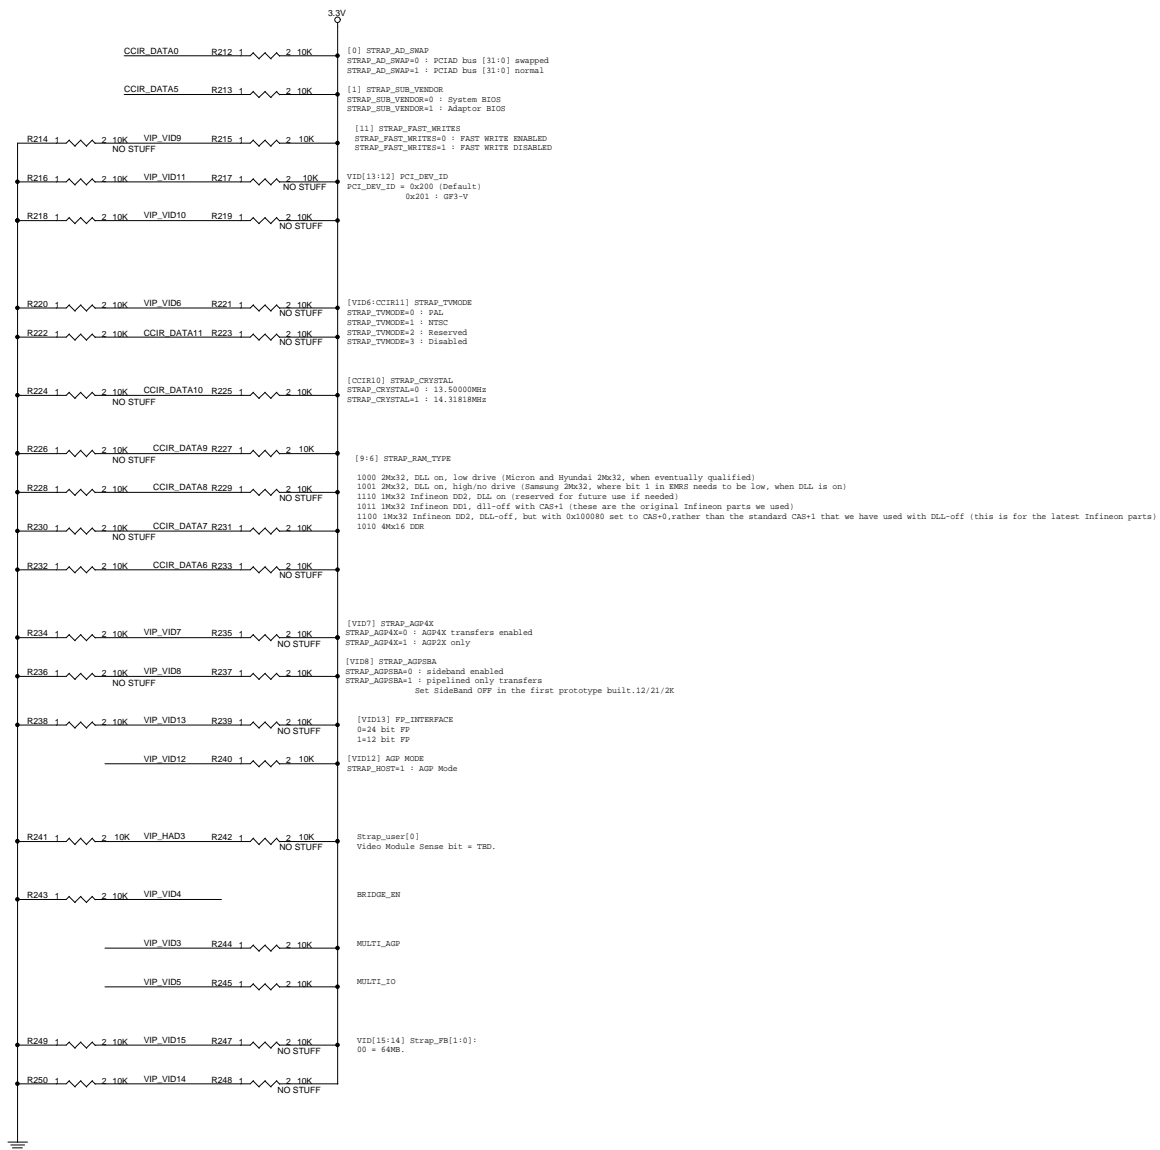 3.3V
CCIR_DATA0 R212 1 2 10K
[0] STRAP_AD_SWAP
STRAP_AD_SWAP=0 : PCIAD bus [31:0] swapped
STRAP_AD_SWAP=1 : PCIAD bus [31:0] normal
CCIR_DATA5 R213 1 2 10K
[1] STRAP_SUB_VENDOR
STRAP_SUB_VENDOR=0 : System BIOS
STRAP_SUB_VENDOR=1 : Adaptor BIOS
R214 1 2 10K VIP_VID9 R215 1 2 10K
NO STUFF
[11] STRAP_FAST_WRITES
STRAP_FAST_WRITES=0 : FAST WRITE ENABLED
STRAP_FAST_WRITES=1 : FAST WRITE DISABLED
R216 1 2 10K VIP_VID11 R217 1 2 10K
NO STUFF
VID[13:12] PCI_DEV_ID
PCI_DEV_ID = 0x200 (Default)
0x201 : GF3-V
R218 1 2 10K VIP_VID10 R219 1 2 10K
NO STUFF
R220 1 2 10K VIP_VID6 R221 1 2 10K
NO STUFF
[VID6:CCIR11] STRAP_TVMODE
STRAP_TVMODE=0 : PAL
STRAP_TVMODE=1 : NTSC
STRAP_TVMODE=2 : Reserved
STRAP_TVMODE=3 : Disabled
R222 1 2 10K CCIR_DATA11 R223 1 2 10K
NO STUFF
R224 1 2 10K CCIR_DATA10 R225 1 2 10K
NO STUFF
[CCIR10] STRAP_CRYSTAL
STRAP_CRYSTAL=0 : 13.50000MHz
STRAP_CRYSTAL=1 : 14.31818MHz
R226 1 2 10K CCIR_DATA9 R227 1 2 10K
NO STUFF
[9:6] STRAP_RAM_TYPE
1000 2Mx32, DLL on, low drive (Micron and Hyundai 2Mx32, when eventually qualified)
1001 2Mx32, DLL on, high/no drive (Samsung 2Mx32, where bit 1 in EMRS needs to be low, when DLL is on)
1110 1Mx32 Infineon DD2, DLL on (reserved for future use if needed)
1011 1Mx32 Infineon DD1, dll-off with CAS+1 (these are the original Infineon parts we used)
1100 1Mx32 Infineon DD2, DLL-off, but with 0x100080 set to CAS+0,rather than the standard CAS+1 that we have used with DLL-off (this is for the latest Infineon parts)
1010 4Mx16 DDR
R228 1 2 10K CCIR_DATA8 R229 1 2 10K
NO STUFF
R230 1 2 10K CCIR_DATA7 R231 1 2 10K
NO STUFF
R232 1 2 10K CCIR_DATA6 R233 1 2 10K
NO STUFF
R234 1 2 10K VIP_VID7 R235 1 2 10K
NO STUFF
[VID7] STRAP_AGP4X
STRAP_AGP4X=0 : AGP4X transfers enabled
STRAP_AGP4X=1 : AGP2X only
R236 1 2 10K VIP_VID8 R237 1 2 10K
NO STUFF
[VID8] STRAP_AGPSBA
STRAP_AGPSBA=0 : sideband enabled
STRAP_AGPSBA=1 : pipelined only transfers
Set SideBand OFF in the first prototype built.12/21/2K
R238 1 2 10K VIP_VID13 R239 1 2 10K
NO STUFF
[VID13] FP_INTERFACE
0=24 bit FP
1=12 bit FP
VIP_VID12 R240 1 2 10K
[VID12] AGP MODE
STRAP_HOST=1 : AGP Mode
R241 1 2 10K VIP_HAD3 R242 1 2 10K
NO STUFF
Strap_user[0]
Video Module Sense bit = TBD.
R243 1 2 10K VIP_VID4
BRIDGE_EN
VIP_VID3 R244 1 2 10K
MULTI_AGP
VIP_VID5 R245 1 2 10K
MULTI_IO
R249 1 2 10K VIP_VID15 R247 1 2 10K
NO STUFF
VID[15:14] Strap_FB[1:0]:
00 = 64MB.
R250 1 2 10K VIP_VID14 R248 1 2 10K
NO STUFF